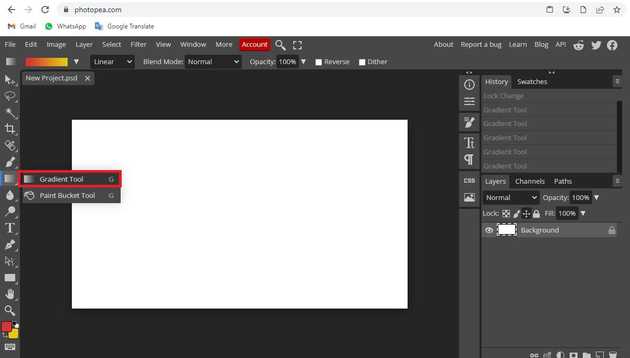 photopea.com
Gmail WhatsApp Google Translate
File Edit Image Layer Select Filter View Window More Account About Report a bug Learn Blog API
Linear Blend Mode: Normal Opacity: 100% Reverse Dither
New Project.psd
History Swatches
Lock Change
Gradient Tool
Gradient Tool
Gradient Tool
Gradient Tool
Gradient Tool
Gradient Tool G
Paint Bucket Tool G
CSS
Layers Channels Paths
Normal Opacity: 100%
Lock: Fill: 100%
Background